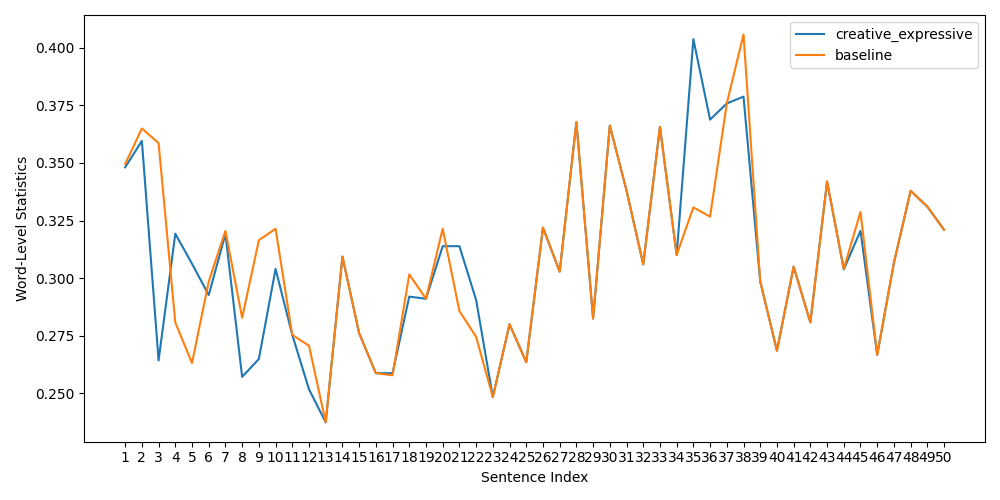 creative_expressive
baseline
0.400
0.375
0.350
0.325
0.300
0.275
0.250
Word-Level Statistics
1 2 3 4 5 6 7 8 9 10 11 12 13 14 15 16 17 18 19 20 21 22 23 24 25 26 27 28 29 30 31 32 33 34 35 36 37 38 39 40 41 42 43 44 45 46 47 48 49 50
Sentence Index